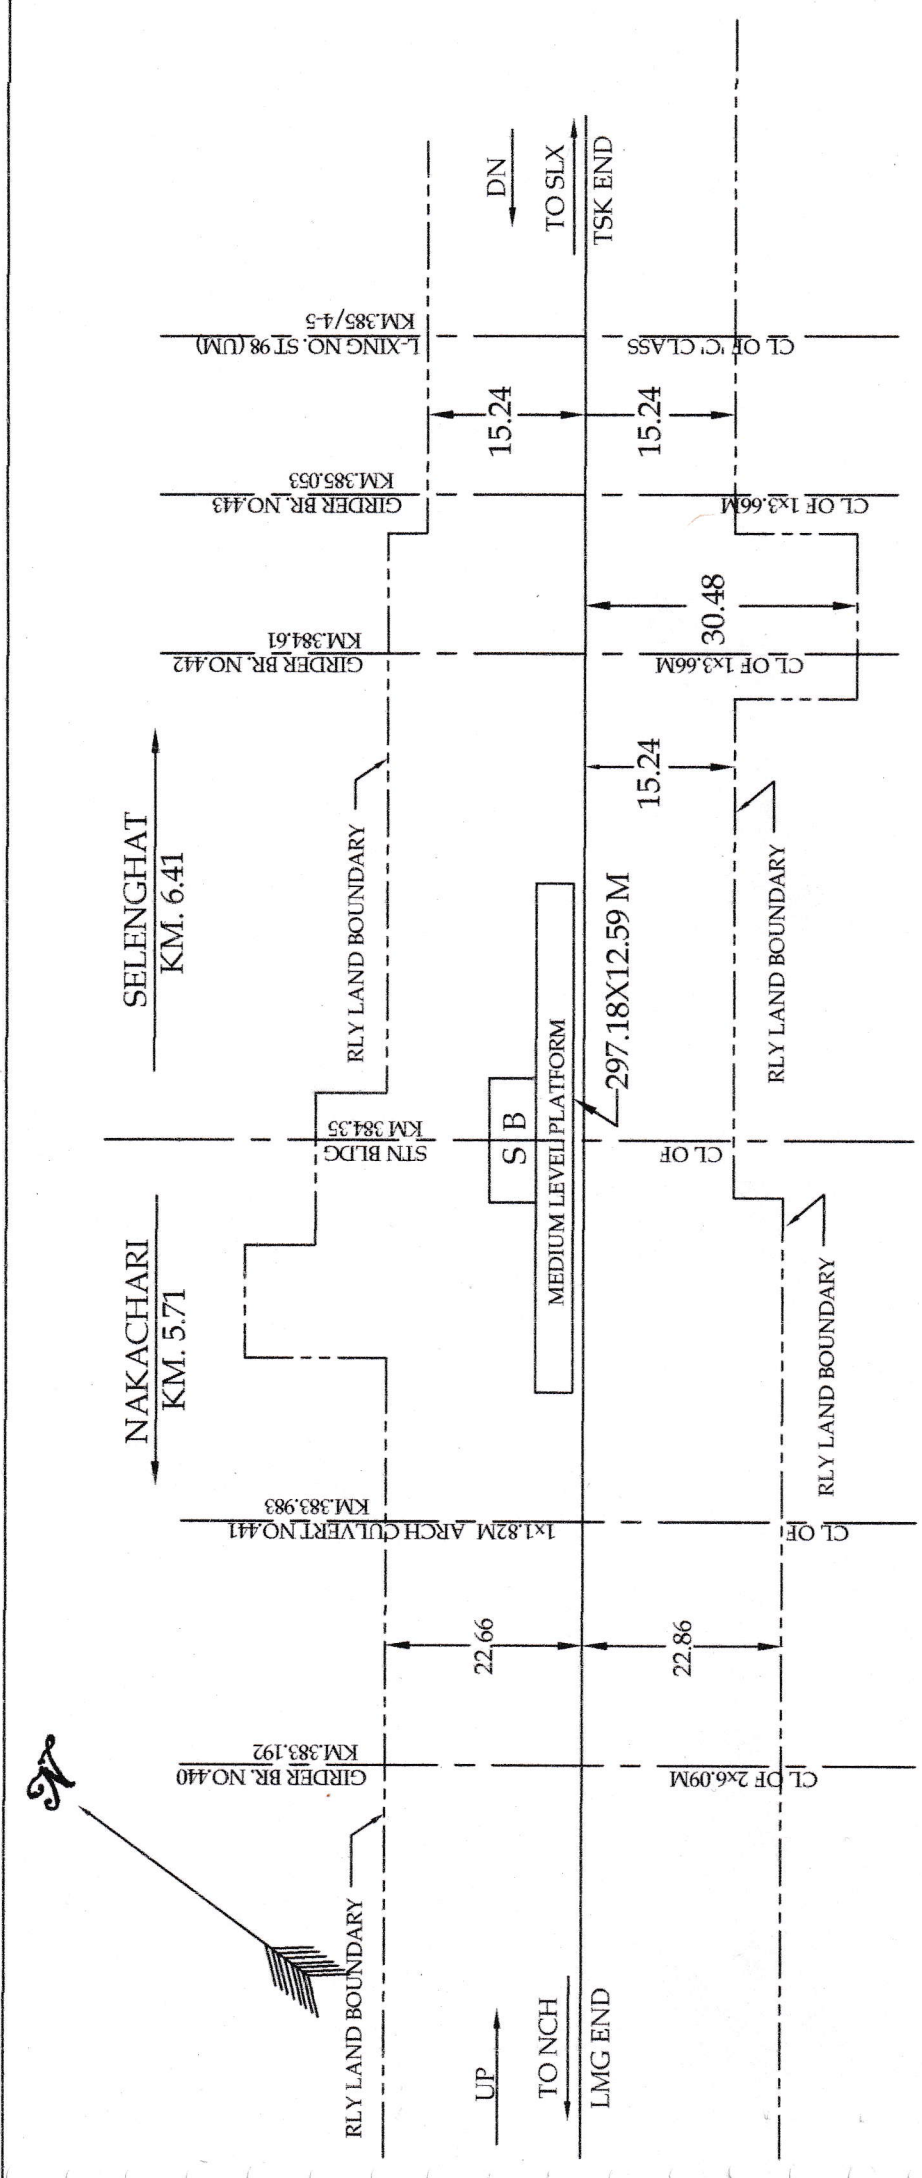 N
NAKACHARI
KM. 5.71
SELENGHAT
KM. 6.41
GIRDER BR. NO.440
KM.383.192
1x1.82M ARCH CULVERT NO.441
KM.383.983
STN BLDG
KM 384.35
GIRDER BR. NO.442
KM.384.61
GIRDER BR. NO.443
KM.385.053
L-XING NO. ST 98 (UM)
KM.385/4-5
RLY LAND BOUNDARY
RLY LAND BOUNDARY
UP
TO NCH
LMG END
22.66
22.86
S B
MEDIUM LEVEL PLATFORM
297.18X12.59 M
15.24
30.48
15.24
15.24
DN
TO SLX
TSK END
CL OF 2x6.09M
CL OF
CL OF
CL OF 1x3.66M
CL OF 1x3.66M
CL OF 'C' CLASS
RLY LAND BOUNDARY
RLY LAND BOUNDARY